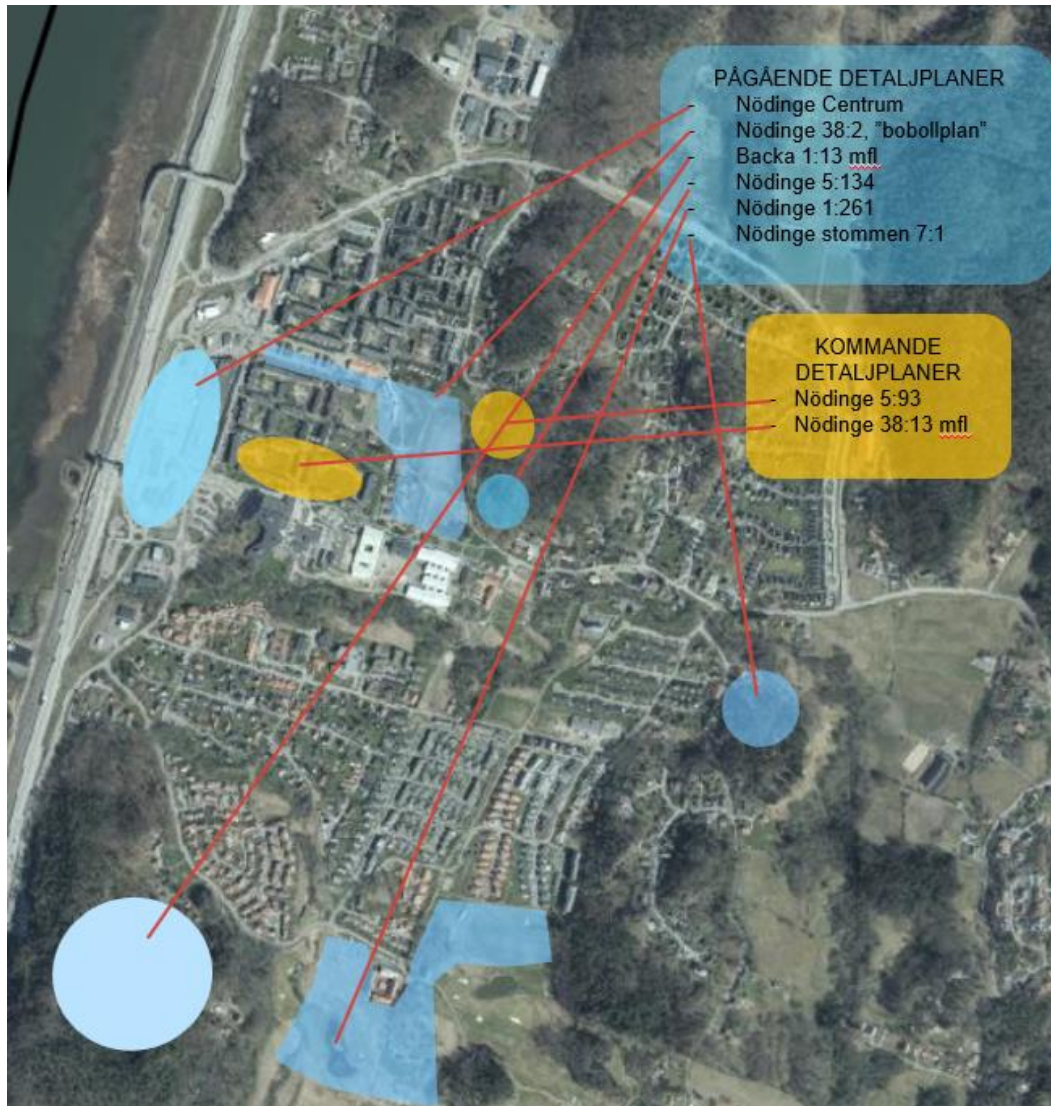 PÅGÅENDE DETALJPLANER
- Nödinge Centrum
- Nödinge 38:2, "bobollplan"
- Backa 1:13 mfl
- Nödinge 5:134
- Nödinge 1:261
- Nödinge stommen 7:1
KOMMANDE
DETALJPLANER
- Nödinge 5:93
- Nödinge 38:13 mfl